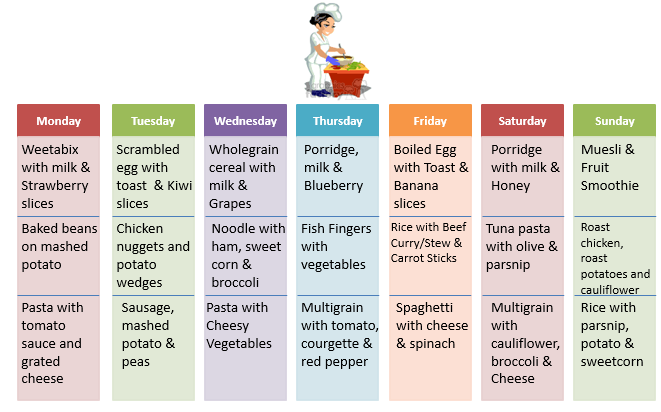 Monday
Tuesday
Wednesday
Thursday
Friday
Saturday
Sunday
Weetabix
with milk &
Strawberry
slices
Scrambled
egg with
toast & Kiwi
slices
Wholegrain
cereal with
milk &
Grapes
Porridge,
milk &
Blueberry
Boiled Egg
with Toast &
Banana
slices
Porridge
with milk &
Honey
Muesli &
Fruit
Smoothie
Baked beans
on mashed
potato
Chicken
nuggets and
potato
wedges
Noodle with
ham, sweet
corn &
broccoli
Fish Fingers
with
vegetables
Rice with Beef
Curry/Stew &
Carrot Sticks
Tuna pasta
with olive &
parsnip
Roast
chicken,
roast
potatoes and
cauliflower
Pasta with
tomato
sauce and
grated
cheese
Sausage,
mashed
potato &
peas
Pasta with
Cheesy
Vegetables
Multigrain
with tomato,
courgette &
red pepper
Spaghetti
with cheese
& spinach
Multigrain
with
cauliflower,
broccoli &
Cheese
Rice with
parsnip,
potato &
sweetcorn